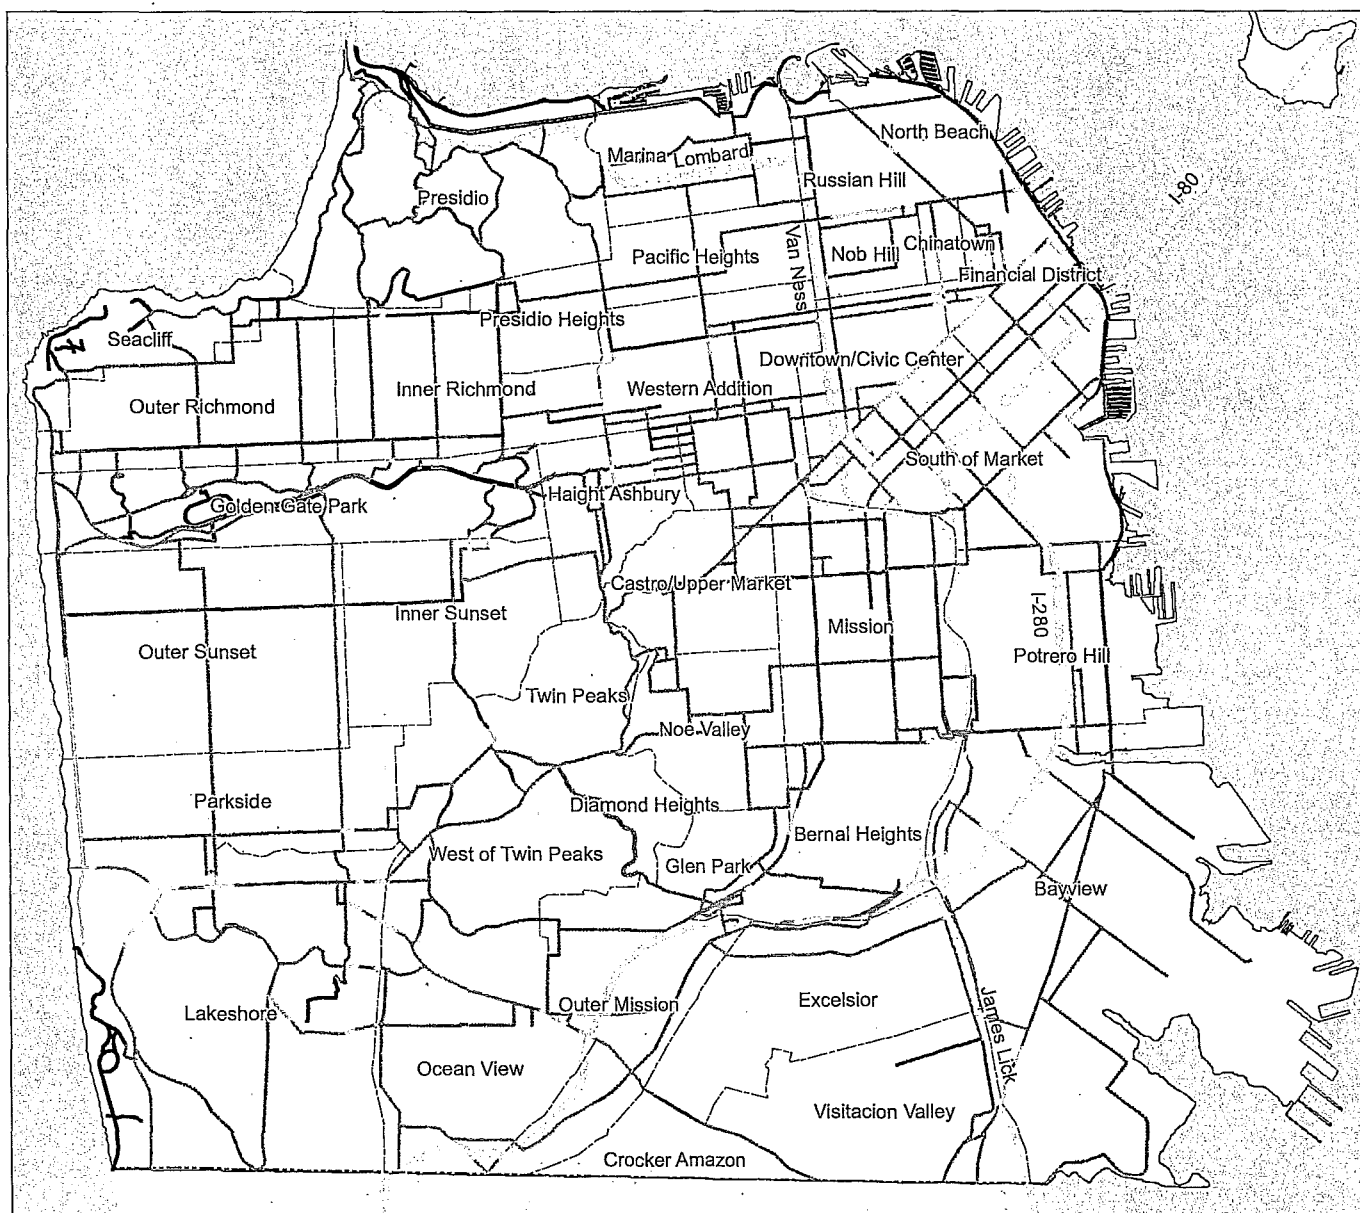 North Beach
Marina
Lombard
Russian Hill
I-80
Presidio
Van Ness
Chinatown
Pacific Heights
Nob Hill
Financial District
Presidio Heights
Seacliff
Downtown/Civic Center
Inner Richmond
Western Addition
Outer Richmond
South of Market
Haight Ashbury
Golden Gate Park
Castro/Upper Market
Inner Sunset
I-280
Mission
Outer Sunset
Potrero Hill
Twin Peaks
Noe Valley
Parkside
Diamond Heights
Bernal Heights
West of Twin Peaks
Glen Park
Bayview
Excelsior
Outer Mission
Lakeshore
James Lick
Ocean View
Visitacion Valley
Crocker Amazon